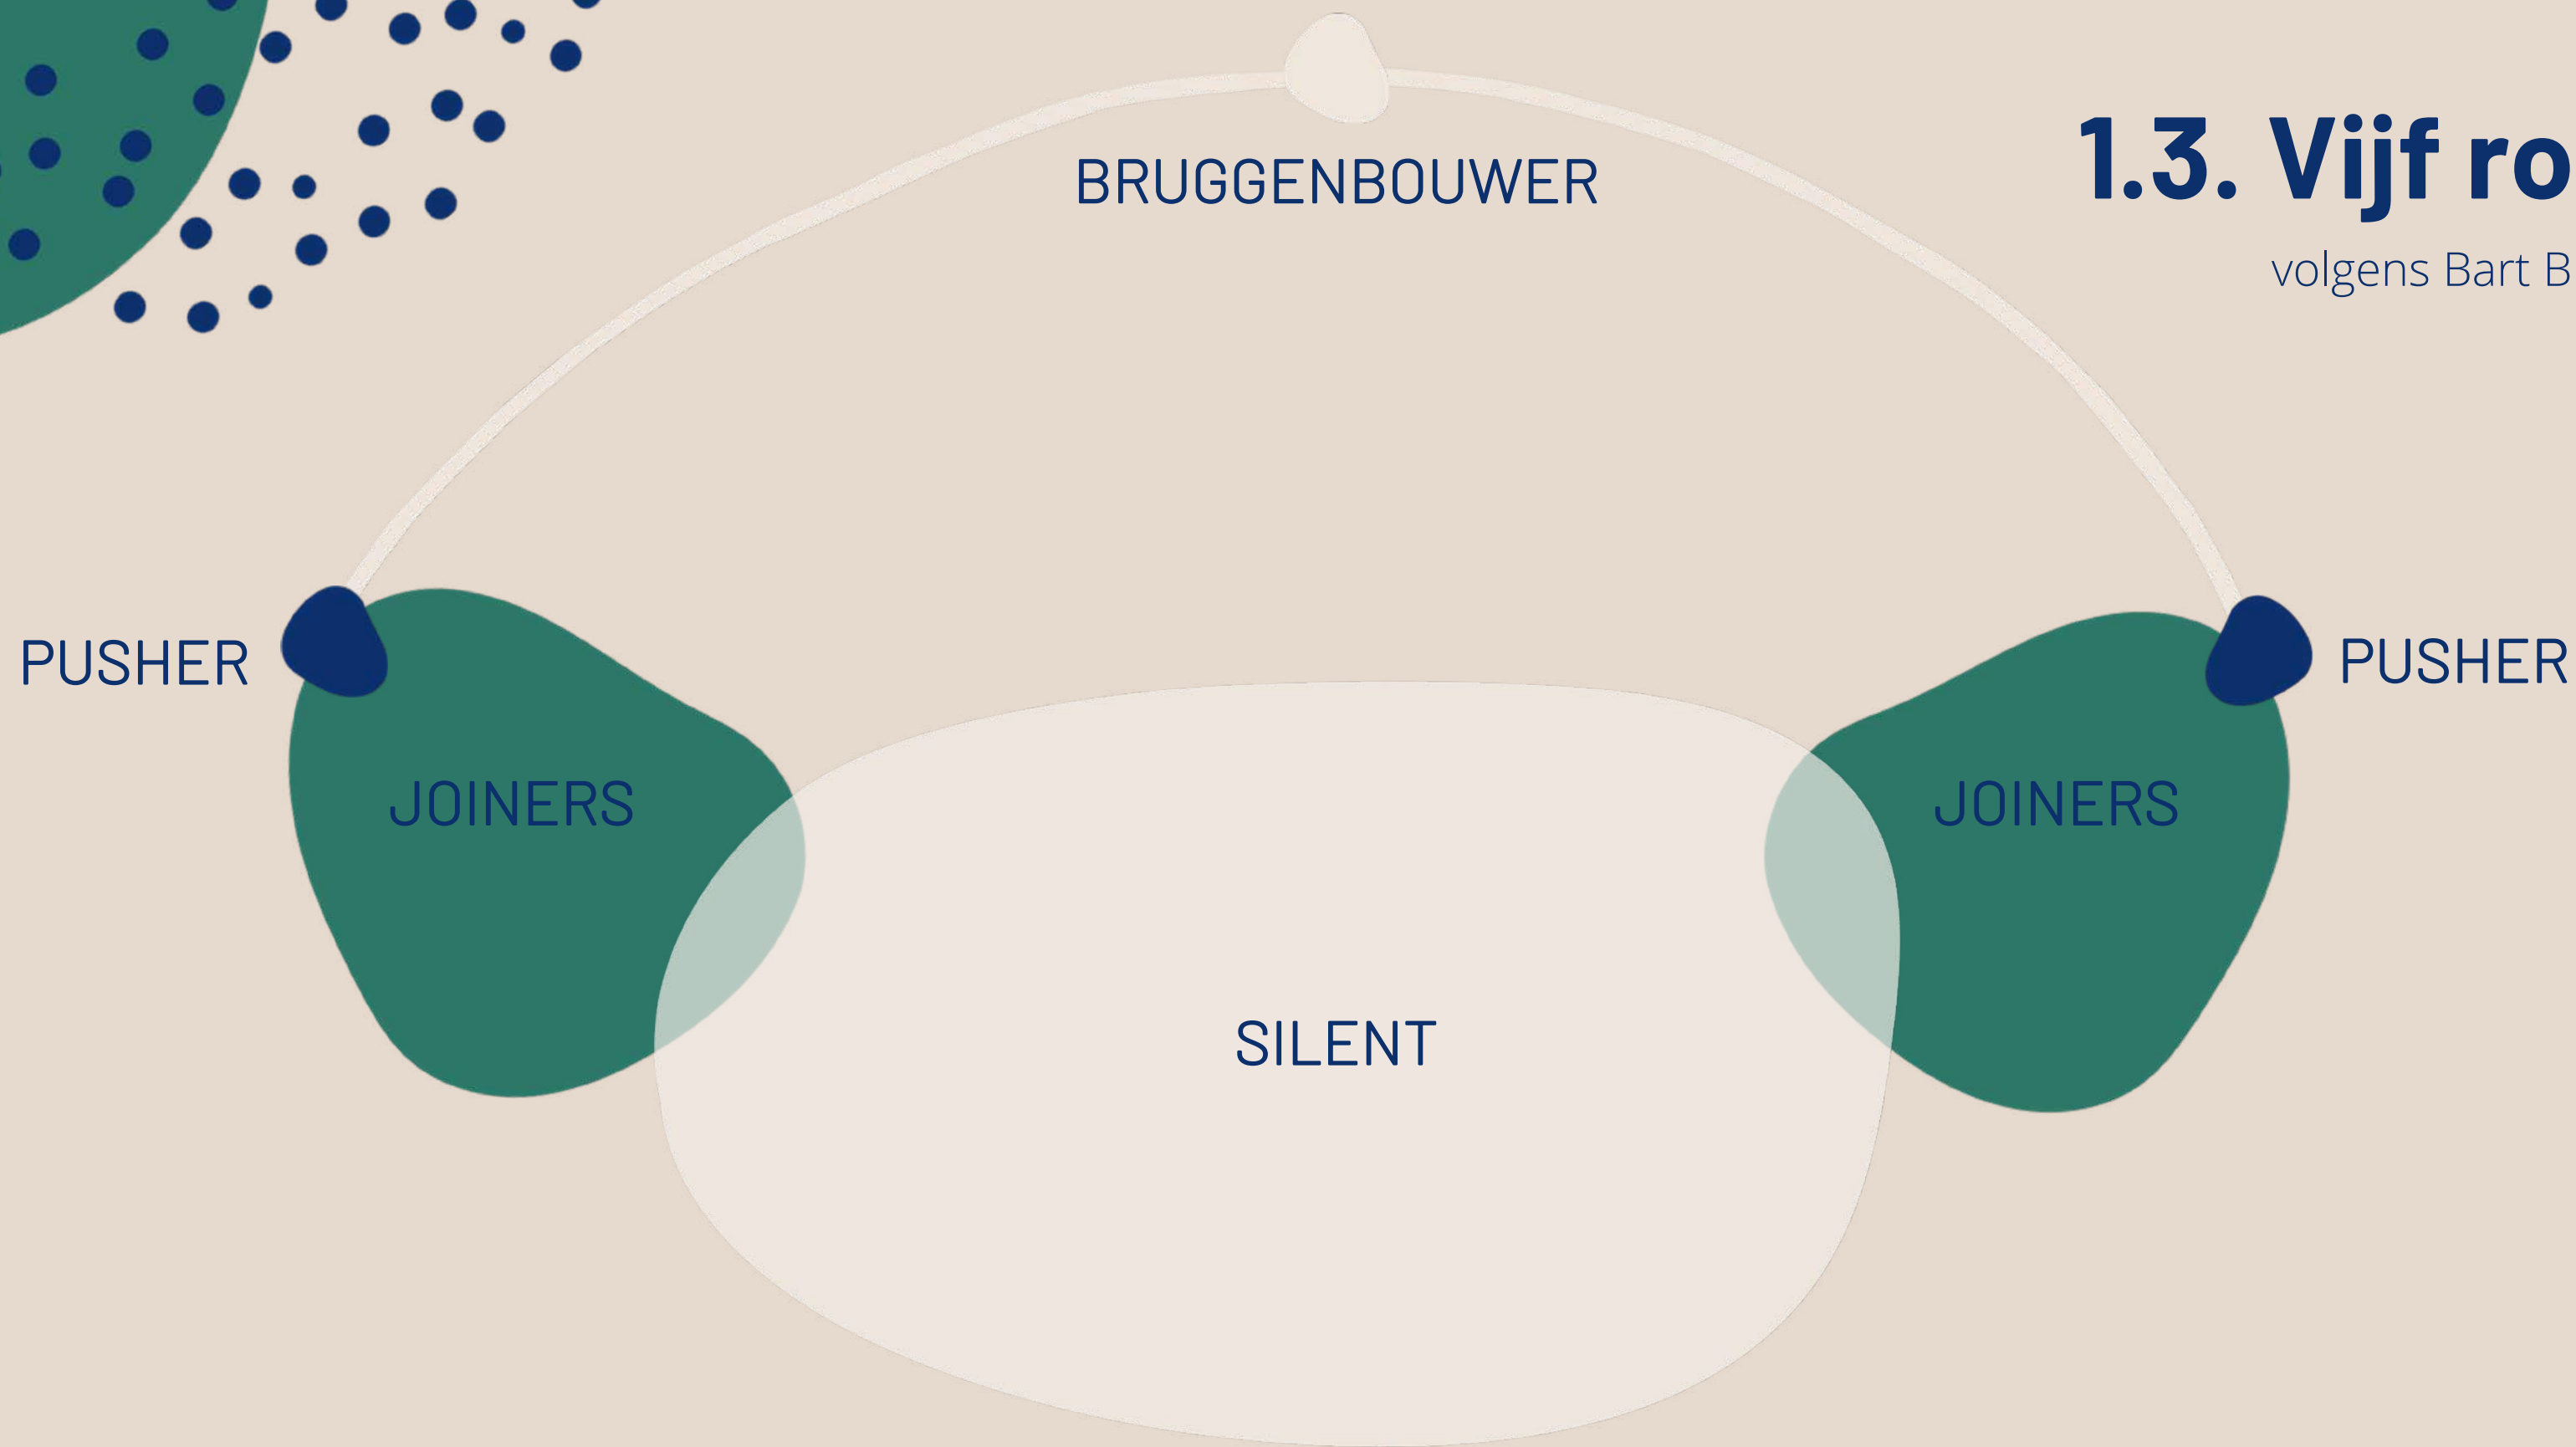 BRUGGENBOUWER
1.3. Vijf ro
volgens Bart B
PUSHER
PUSHER
JOINERS
JOINERS
SILENT